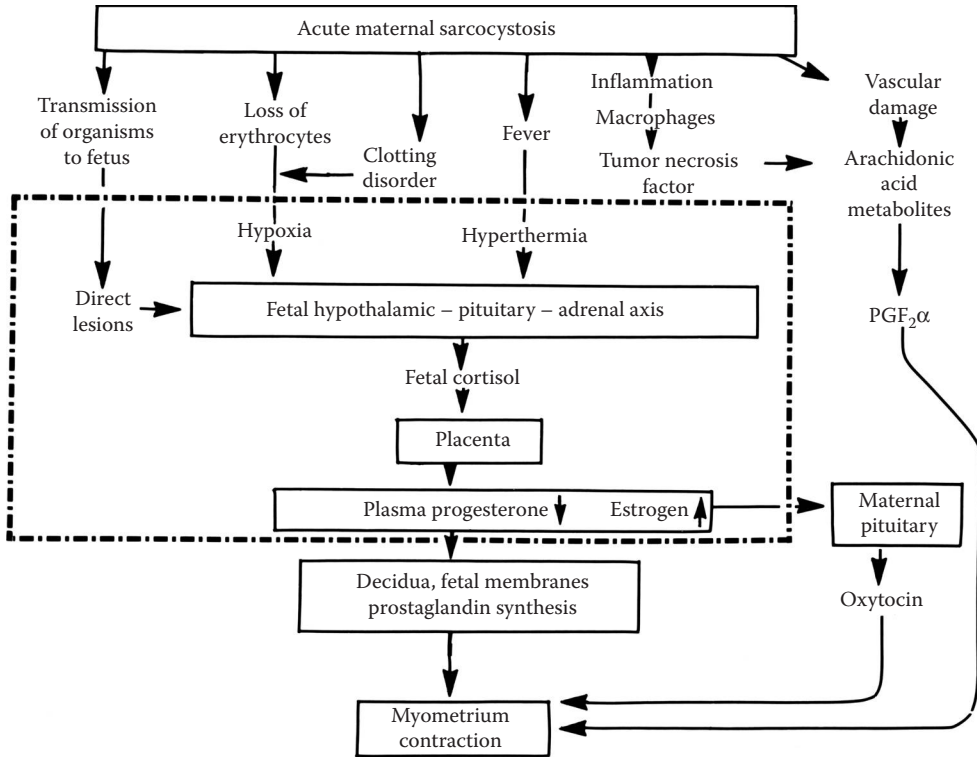 Acute maternal sarcocystosis
Transmission
of organisms
to fetus
Loss of
erythrocytes
Clotting
disorder
Fever
Inflammation
Macrophages
Tumor necrosis
factor
Vascular
damage
Arachidonic
acid
metabolites
Hypoxia
Hyperthermia
Direct
lesions
Fetal hypothalamic – pituitary – adrenal axis
PGF₂α
Fetal cortisol
Placenta
Plasma progesterone
Estrogen
Maternal
pituitary
Decidua, fetal membranes
prostaglandin synthesis
Oxytocin
Myometrium
contraction